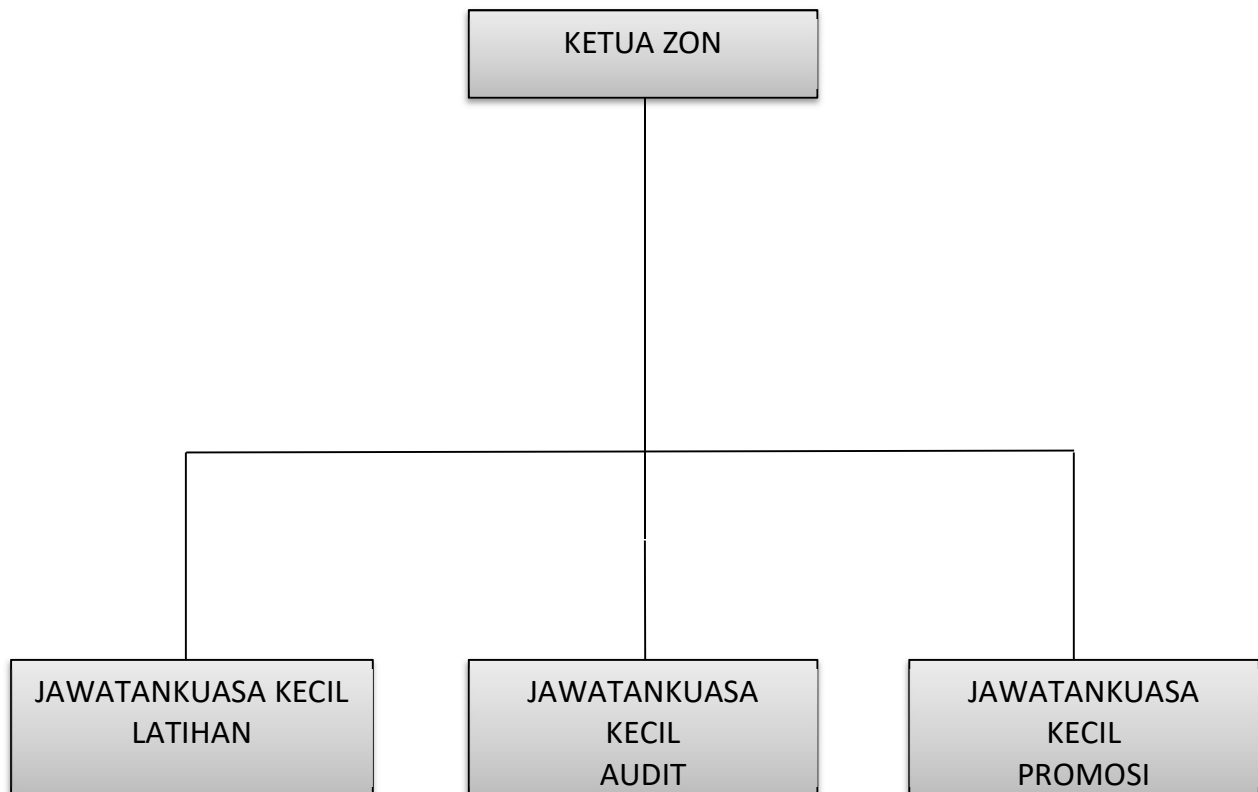 KETUA ZON
JAWATANKUASA KECIL
LATIHAN
JAWATANKUASA
KECIL
AUDIT
JAWATANKUASA
KECIL
PROMOSI